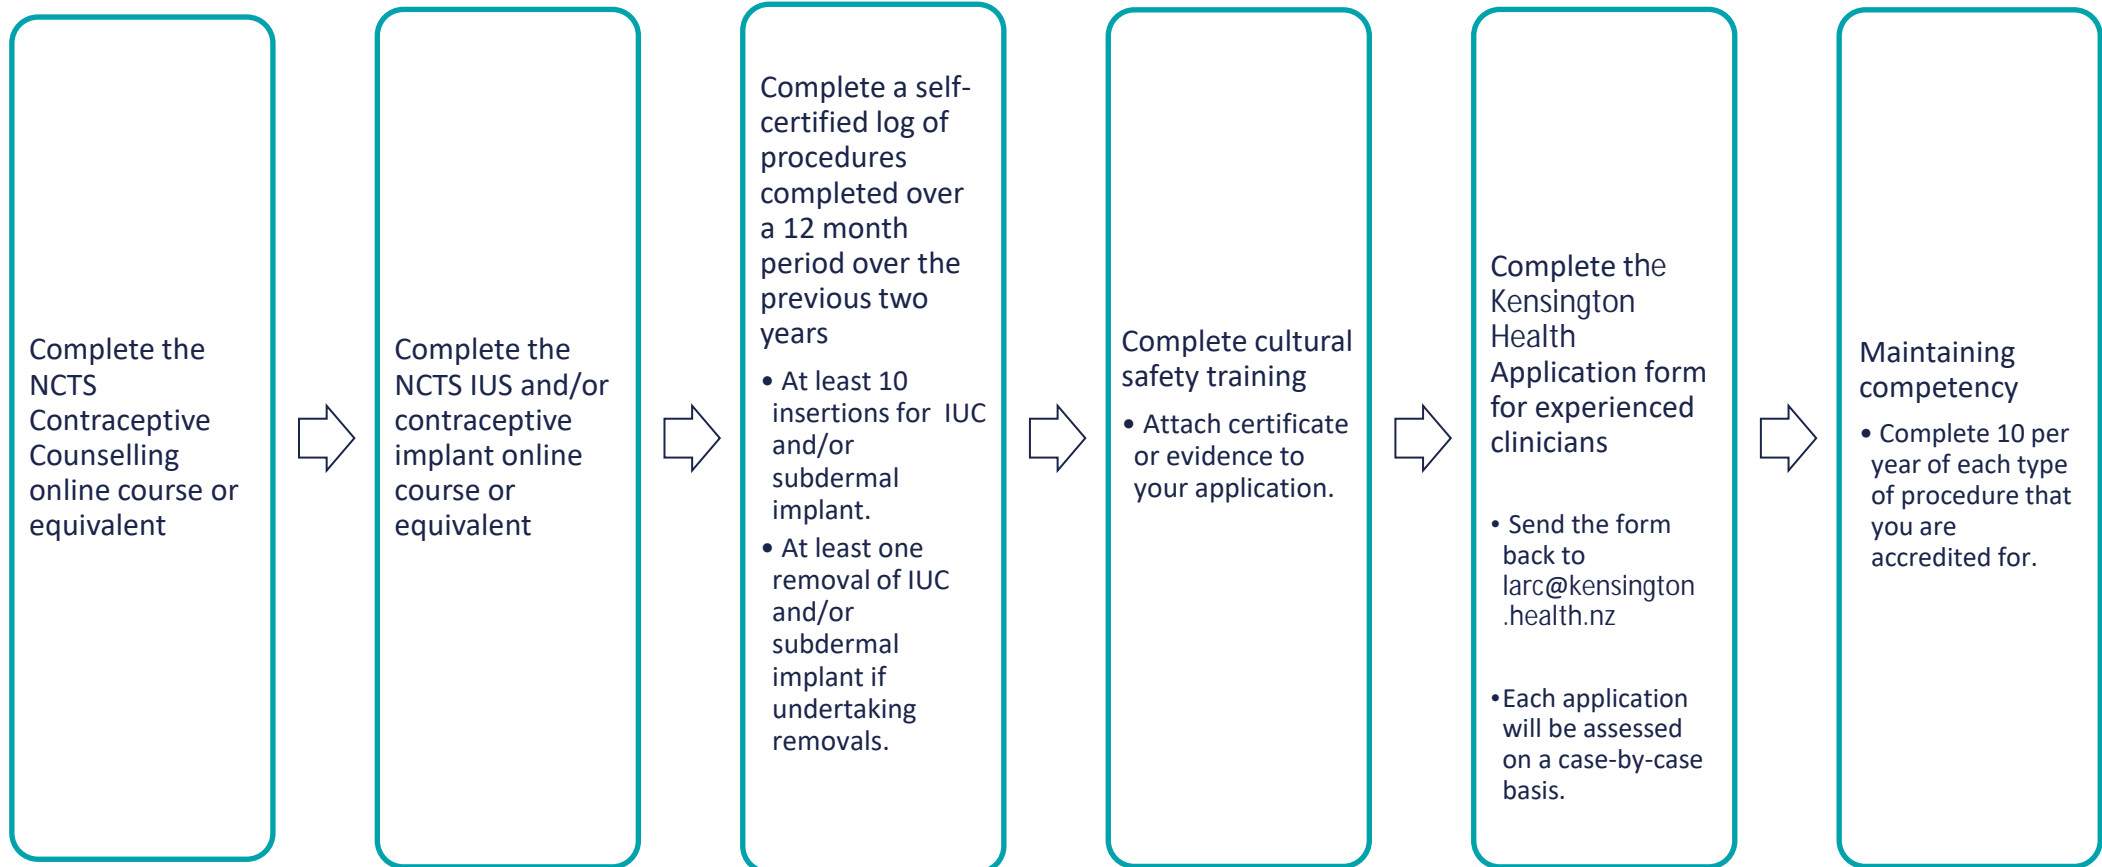 Complete the
NCTS
Contraceptive
Counselling
online course or
equivalent
Complete the
NCTS IUS and/or
contraceptive
implant online
course or
equivalent
Complete a self-
certified log of
procedures
completed over
a 12 month
period over the
previous two
years
• At least 10
insertions for IUC
and/or
subdermal
implant.
• At least one
removal of IUC
and/or
subdermal
implant if
undertaking
removals.
Complete cultural
safety training
• Attach certificate
or evidence to
your application.
Complete the
Kensington
Health
Application form
for experienced
clinicians
• Send the form
back to
larc@kensington
.health.nz
•Each application
will be assessed
on a case-by-case
basis.
Maintaining
competency
• Complete 10 per
year of each type
of procedure that
you are
accredited for.